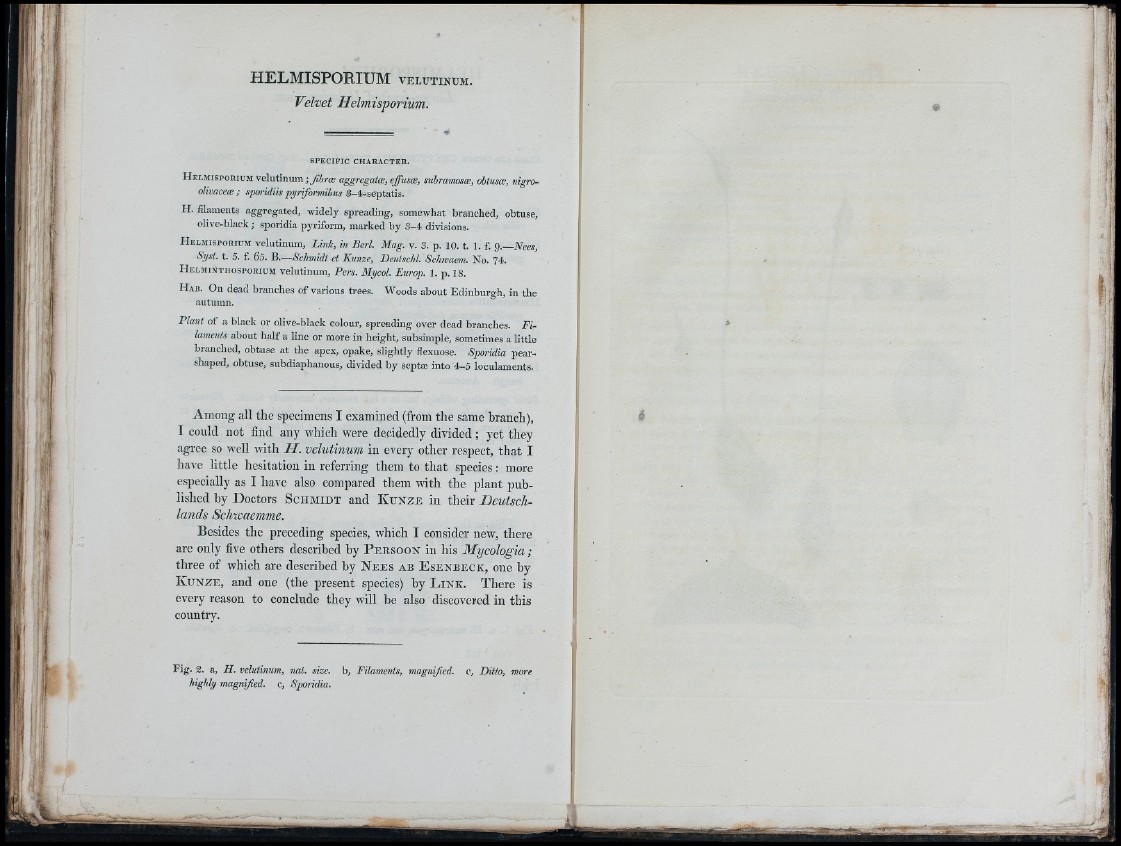 HELMISPORIUM VELUTINUM.
Velvet Helmisporium.
SPECIFIC CHARACTER.
HELMISPORIUM velutinum; fibræ aggregatæ, effusæ, subramosæ, obtusæ, nigro-
olivaceæ; sporidiis pyriformibus 3–4-septatis.
H. filaments aggregated, widely spreading, somewhat branched, obtuse,
olive-black; sporidia pyriform, marked by 3–4 divisions.
HELMISPORIUM velutinum, Link, in Berl. Mag. v. 3. p. 10. t. 1. f. 9.—Nees,
Syst. t. 5. f. 65. B.—Schmidt et Kunze, Deutschl. Schwaem. No. 74.
HELMINTHOSPORIUM velutinum, Pers. Mycol. Europ. 1. p. 18.
HAB. On dead branches of various trees. Woods about Edinburgh, in the
autumn.
Plant of a black or olive-black colour, spreading over dead branches. Fi-
laments about half a line or more in height, subsimple, sometimes a little
branched, obtuse at the apex, opake, slightly flexuose. Sporidia pear-
shaped, obtuse, subdiaphanous, divided by septæ into 4–5 loculaments.
Among all the specimens I examined (from the same branch),
I could not find any which were decidedly divided; yet they
agree so well with H. velutinum in every other respect, that I
have little hesitation in referring them to that species: more
especially as I have also compared them with the plant pub-
lished by Doctors SCHMIDT and KUNZE in their Deutsch-
lands Schwaemme.
Besides the preceding species, which I consider new, there
are only five others described by PERSOON in his Mycologia;
three of which are described by NEES AB ESENBECK, one by
KUNZE, and one (the present species) by LINK. There is
every reason to conclude they will be also discovered in this
country.
Fig. 2. a, H. velutinum, nat. size. b, Filaments, magnified. c, Ditto, more
highly magnified. c, Sporidia.